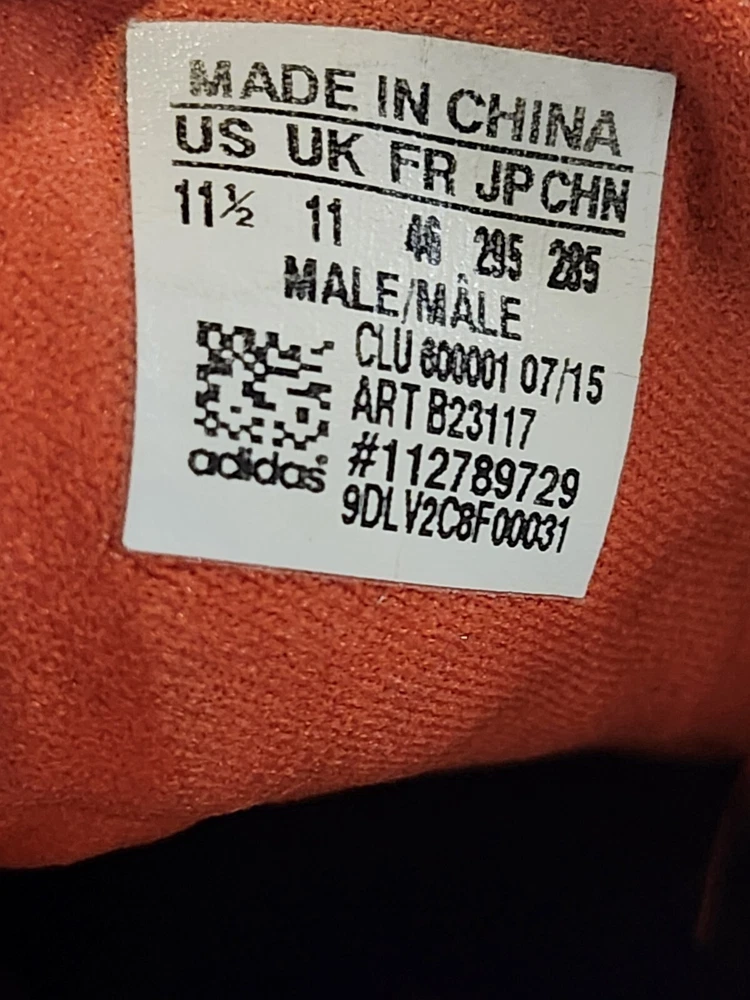 MADE IN CHINA
US UK FR JP CHN
11½ 11 46 295 285
MALE/MÂLE
CLU 600001 07/15
ART B23117
#112789729
9DLV2C8F00031
adidas